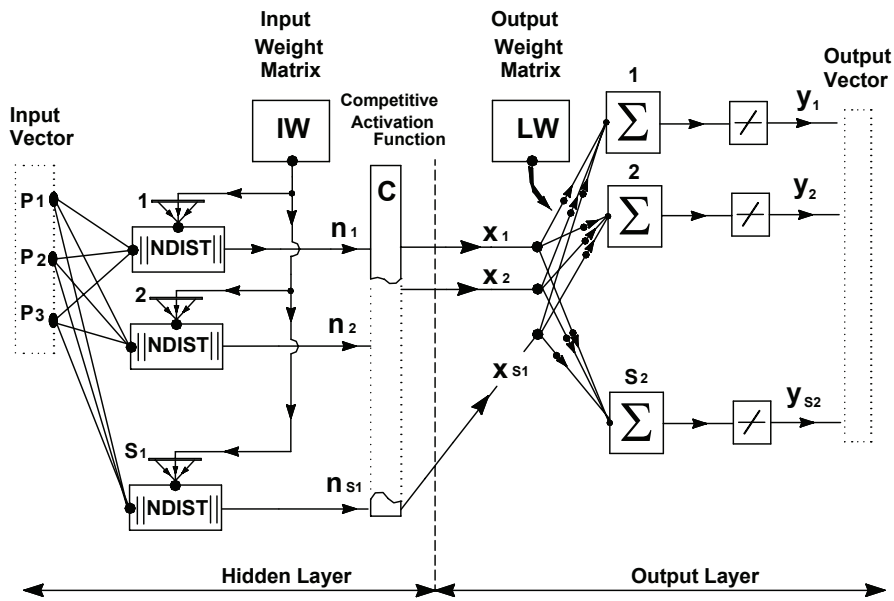 Input
Weight
Matrix
Output
Weight
Matrix
Output
Vector
Input
Vector
Competitive
Activation
Function
IW
LW
C
1
Σ
y1
P1
1
||NDIST||
n1
x1
2
Σ
y2
P2
2
||NDIST||
n2
x2
P3
xS1
S2
Σ
yS2
S1
||NDIST||
nS1
Hidden Layer
Output Layer